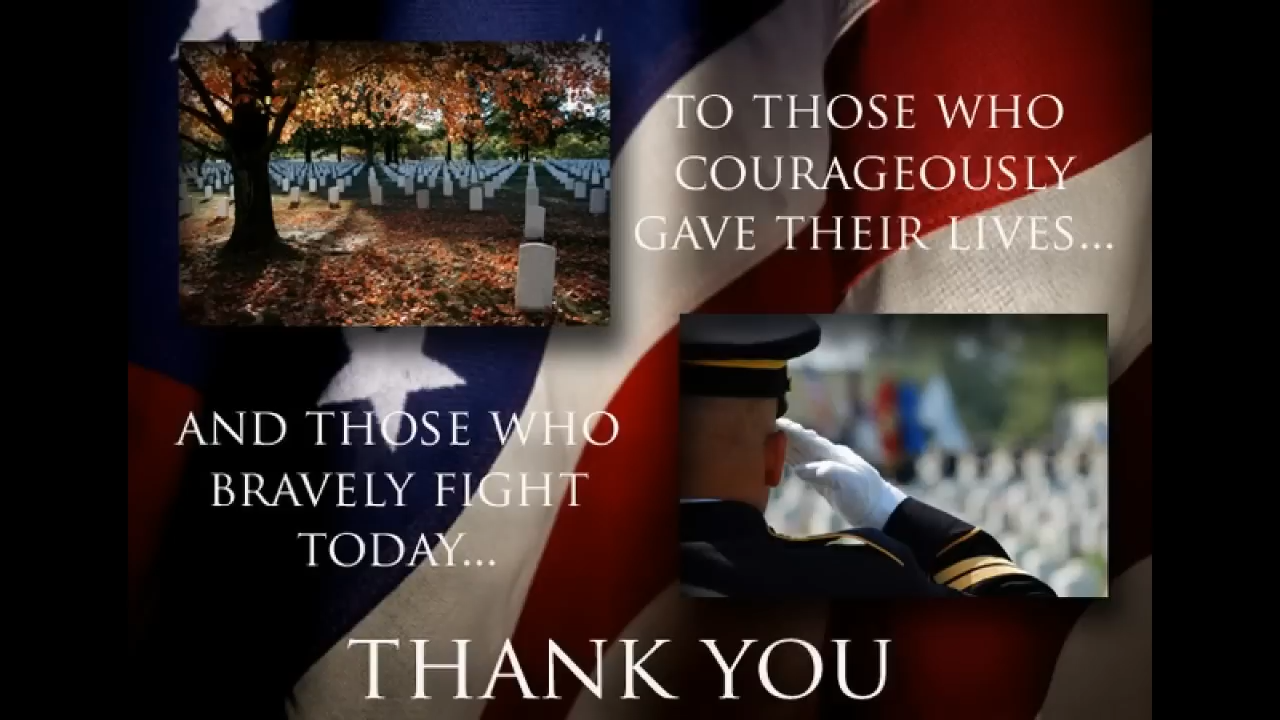 TO THOSE WHO
COURAGEOUSLY
GAVE THEIR LIVES...
AND THOSE WHO
BRAVELY FIGHT
TODAY...
THANK YOU